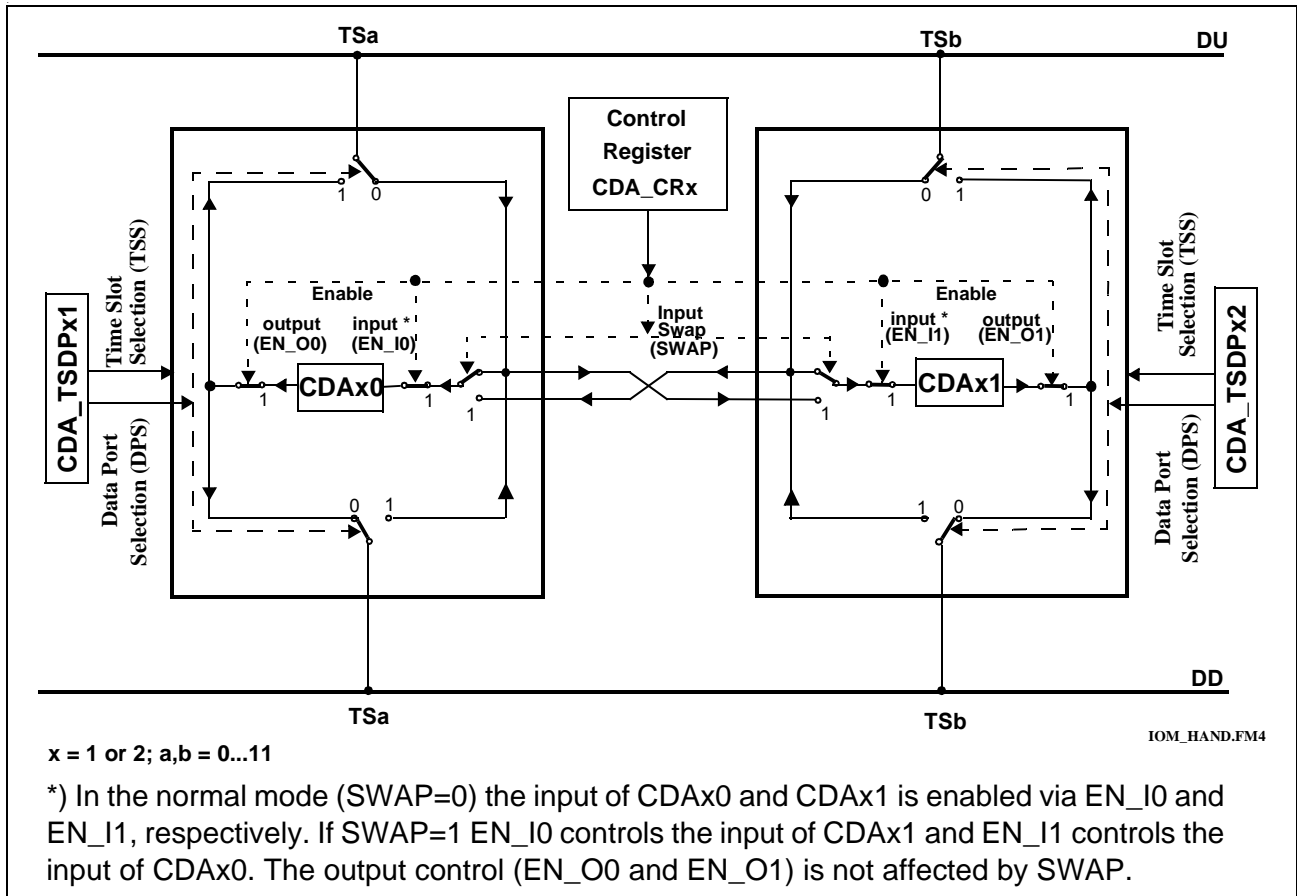 TSa
TSb
DU
Control
Register
CDA_CRx
1
0
0
1
Time Slot
Selection (TSS)
Time Slot
Selection (TSS)
Enable
Enable
output
(EN_O0)
input *
(EN_I0)
Input
Swap
(SWAP)
input *
(EN_I1)
output
(EN_O1)
CDA_TSDPx1
CDAx0
CDAx1
CDA_TSDPx2
1
1
1
1
1
1
Data Port
Selection (DPS)
Data Port
Selection (DPS)
0
1
1
0
DD
TSa
TSb
IOM_HAND.FM4
x = 1 or 2; a,b = 0...11
*) In the normal mode (SWAP=0) the input of CDAx0 and CDAx1 is enabled via EN_I0 and
EN_I1, respectively. If SWAP=1 EN_I0 controls the input of CDAx1 and EN_I1 controls the
input of CDAx0. The output control (EN_O0 and EN_O1) is not affected by SWAP.